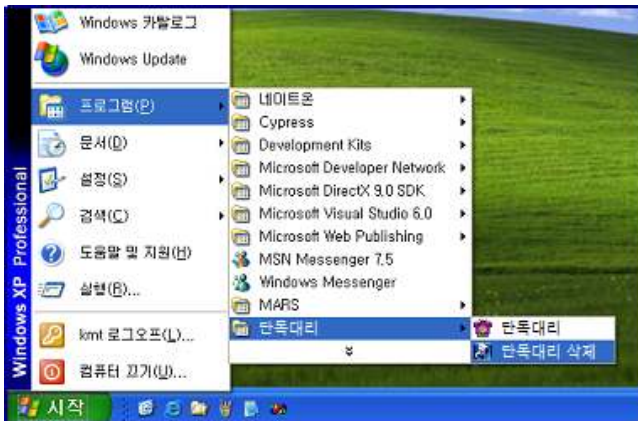 Windows 카탈로그
Windows Update
프로그램(P)
문서(D)
설정(S)
검색(C)
도움말 및 지원(H)
실행(R)...
kmt 로그오프(L)...
컴퓨터 끄기(U)...
Windows XP Professional
시작
네이트온
Cypress
Development Kits
Microsoft Developer Network
Microsoft DirectX 9.0 SDK
Microsoft Visual Studio 6.0
Microsoft Web Publishing
MSN Messenger 7.5
Windows Messenger
MARS
단독대리
단독대리
단독대리 삭제